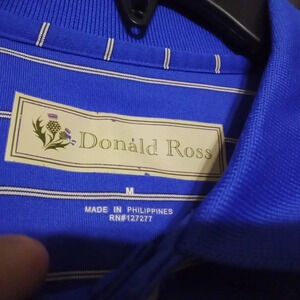 Donald Ross
M
MADE IN PHILIPPINES
RN#127277